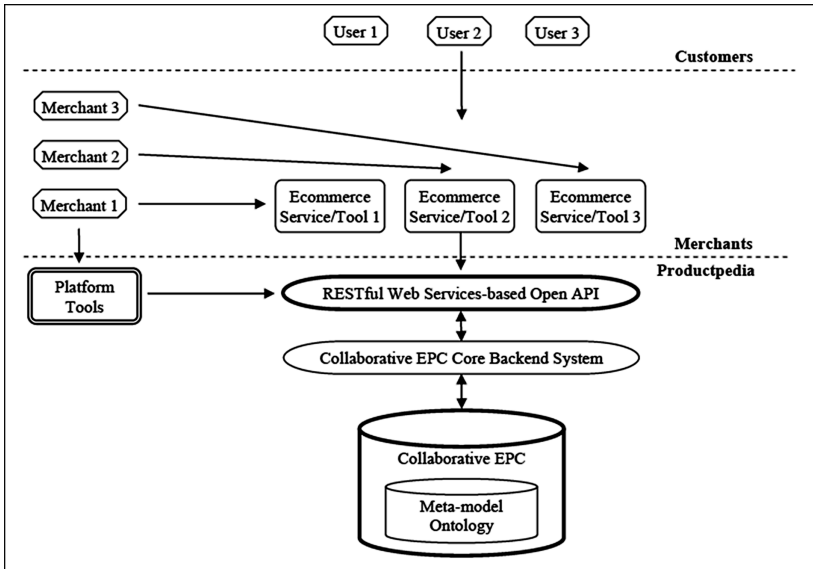 User 1
User 2
User 3
Customers
Merchant 3
Merchant 2
Merchant 1
Ecommerce
Service/Tool 1
Ecommerce
Service/Tool 2
Ecommerce
Service/Tool 3
Merchants
Productpedia
Platform
Tools
RESTful Web Services-based Open API
Collaborative EPC Core Backend System
Collaborative EPC
Meta-model
Ontology